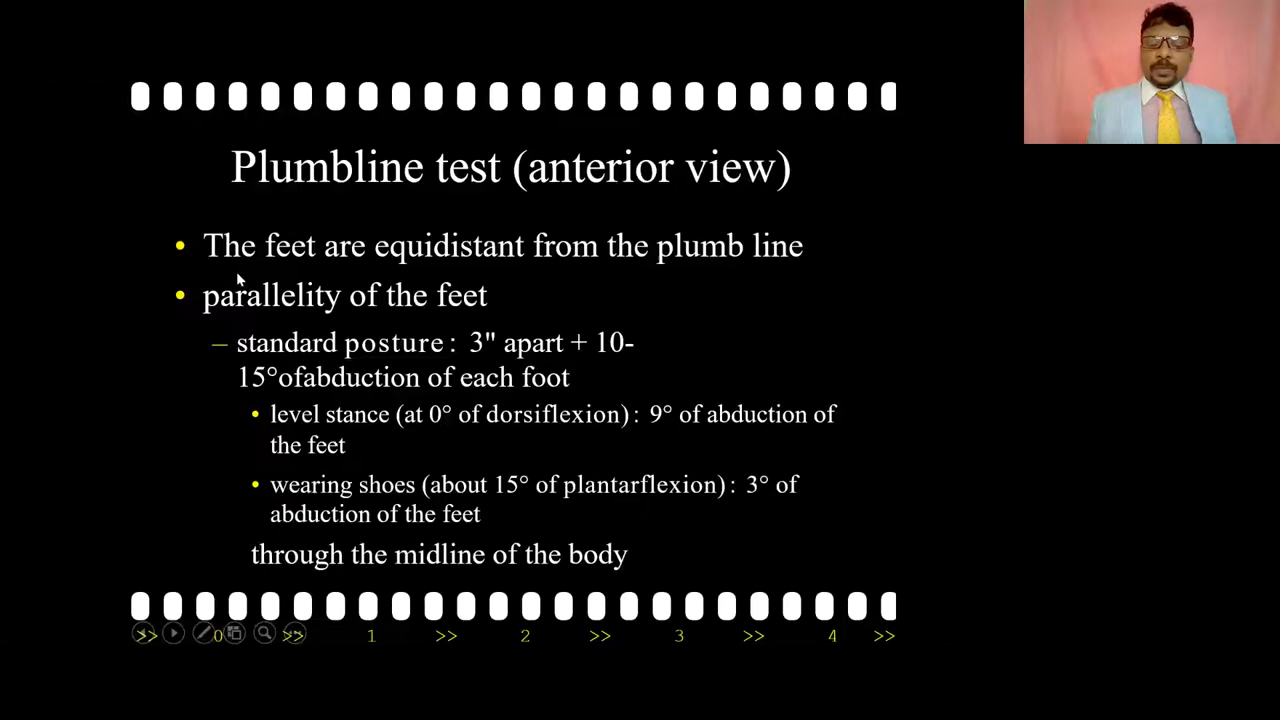 Plumbline test (anterior view)
• The feet are equidistant from the plumb line
• parallelity of the feet
– standard posture: 3" apart + 10-
15°ofabduction of each foot
• level stance (at 0° of dorsiflexion): 9° of abduction of
the feet
• wearing shoes (about 15° of plantarflexion): 3° of
abduction of the feet
through the midline of the body
>> 0 >> 1 >> 2 >> 3 >> 4 >>